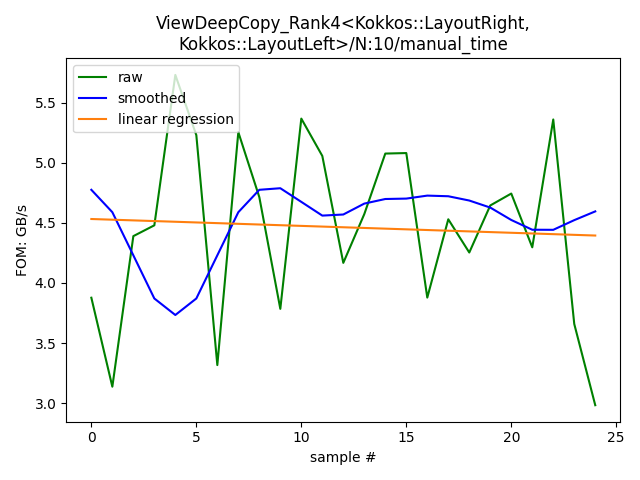 ViewDeepCopy_Rank4<Kokkos::LayoutRight,
Kokkos::LayoutLeft>/N:10/manual_time
raw
smoothed
linear regression
FOM: GB/s
5.5
5.0
4.5
4.0
3.5
3.0
0 5 10 15 20 25
sample #